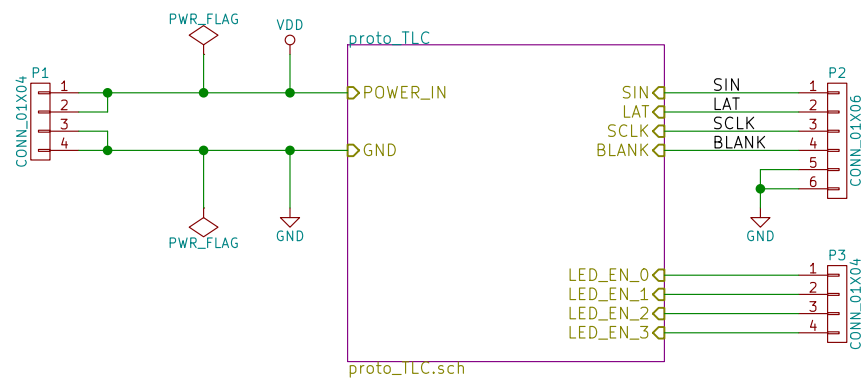 PWR_FLAG
VDD
proto_TLC
P1
CONN_01X04
1
2
3
4
POWER_IN
GND
PWR_FLAG
GND
SIN
LAT
SCLK
BLANK
SIN
LAT
SCLK
BLANK
P2
CONN_01X06
1
2
3
4
5
6
GND
LED_EN_0
LED_EN_1
LED_EN_2
LED_EN_3
P3
CONN_01X04
1
2
3
4
proto_TLC.sch